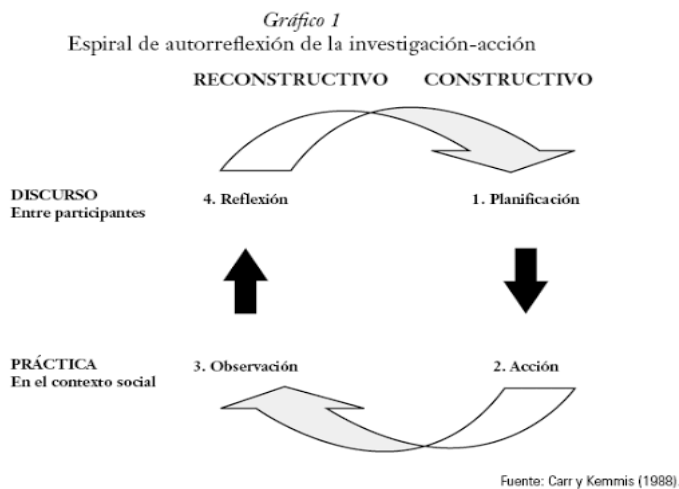 Gráfico 1
Espiral de autorreflexión de la investigación-acción
RECONSTRUCTIVO CONSTRUCTIVO
DISCURSO
Entre participantes
4. Reflexión
1. Planificación
PRÁCTICA
En el contexto social
3. Observación
2. Acción
Fuente: Carr y Kemmis (1988).